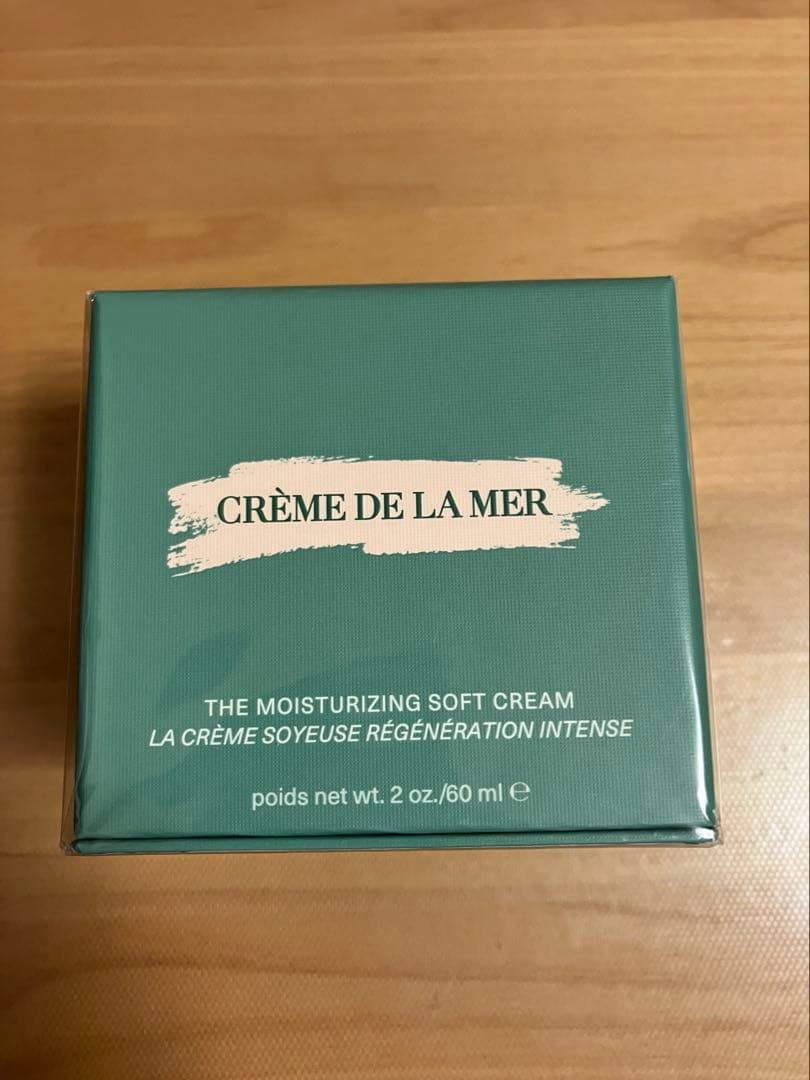 CRÈME DE LA MER
THE MOISTURIZING SOFT CREAM
LA CRÈME SOYEUSE RÉGÉNÉRATION INTENSE
poids net wt. 2 oz./60 ml ℮